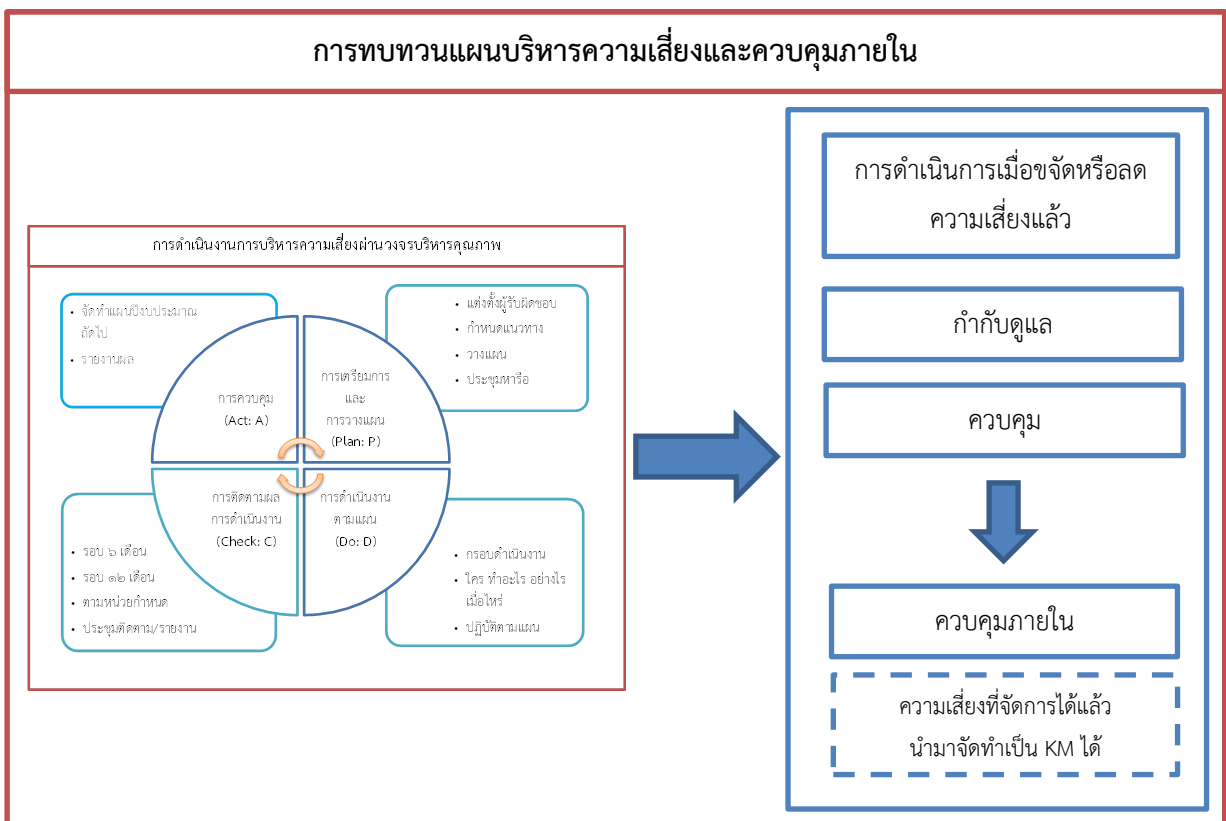 การทบทวนแผนบริหารความเสี่ยงและควบคุมภายใน
การดำเนินงานการบริหารความเสี่ยงผ่านวงจรบริหารคุณภาพ
• จัดทำแผนปีงบประมาณ
ถัดไป
• รายงานผล
• แต่งตั้งผู้รับผิดชอบ
• กำหนดแนวทาง
• วางแผน
• ประชุมหารือ
การควบคุม
(Act: A)
การเตรียมการ
และ
การวางแผน
(Plan: P)
การติดตามผล
การดำเนินงาน
(Check: C)
การดำเนินงาน
ตามแผน
(Do: D)
• รอบ ๖ เดือน
• รอบ ๑๒ เดือน
• ตามหน่วยกำหนด
• ประชุมติดตาม/รายงาน
• กรอบดำเนินงาน
• ใคร ทำอะไร อย่างไร
เมื่อไหร่
• ปฏิบัติตามแผน
การดำเนินการเมื่อขจัดหรือลด
ความเสี่ยงแล้ว
กำกับดูแล
ควบคุม
ควบคุมภายใน
ความเสี่ยงที่จัดการได้แล้ว
นำมาจัดทำเป็น KM ได้